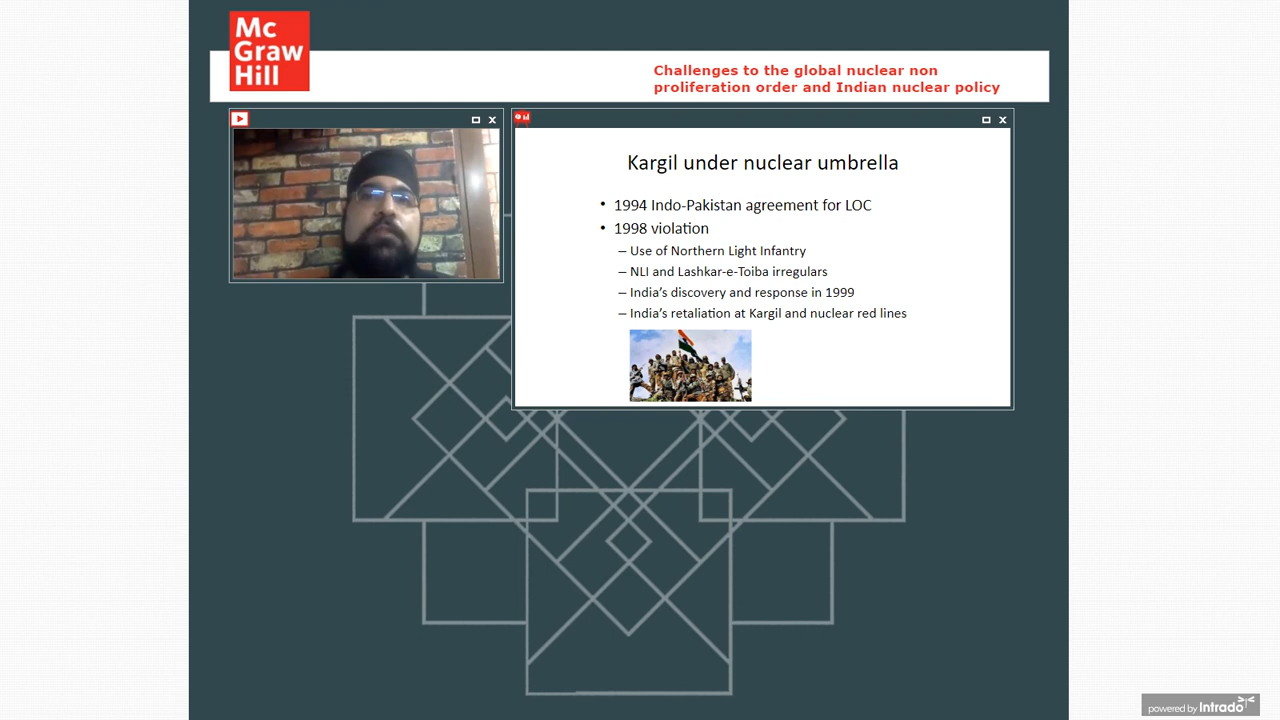 Mc
Graw
Hill
Challenges to the global nuclear non
proliferation order and Indian nuclear policy
Kargil under nuclear umbrella
• 1994 Indo-Pakistan agreement for LOC
• 1998 violation
– Use of Northern Light Infantry
– NLI and Lashkar-e-Toiba irregulars
– India's discovery and response in 1999
– India's retaliation at Kargil and nuclear red lines
powered by Intrado